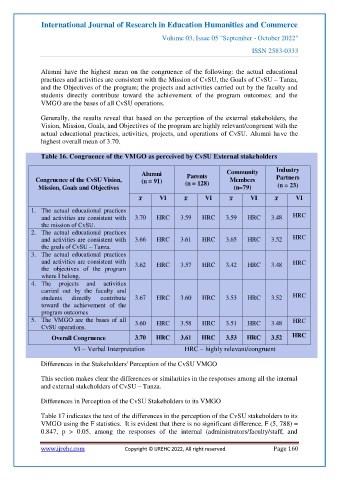 International Journal of Research in Education Humanities and Commerce
Volume 03, Issue 05 "September - October 2022"
ISSN 2583-0333
Alumni have the highest mean on the congruence of the following: the actual educational
practices and activities are consistent with the Mission of CvSU, the Goals of CvSU – Tanza,
and the Objectives of the program; the projects and activities carried out by the faculty and
students directly contribute toward the achievement of the program outcomes; and the
VMGO are the bases of all CvSU operations.
Generally, the results reveal that based on the perception of the external stakeholders, the
Vision, Mission, Goals, and Objectives of the program are highly relevant/congruent with the
actual educational practices, activities, projects, and operations of CvSU. Alumni have the
highest overall mean of 3.70.
Table 16. Congruence of the VMGO as perceived by CvSU External stakeholders
Congruence of the CvSU Vision, Mission, Goals and Objectives | Alumni (n = 91) | Parents (n = 128) | Community Members (n=79) | Industry Partners (n = 23)
x̄ VI x̄ VI x̄ VI x̄ VI
1. The actual educational practices
and activities are consistent with 3.70 HRC 3.59 HRC 3.59 HRC 3.48 HRC
the mission of CvSU.
2. The actual educational practices
and activities are consistent with 3.66 HRC 3.61 HRC 3.65 HRC 3.52 HRC
the goals of CvSU – Tanza.
3. The actual educational practices
and activities are consistent with 3.62 HRC 3.57 HRC 3.42 HRC 3.48 HRC
the objectives of the program
where I belong.
4. The projects and activities
carried out by the faculty and
students directly contribute 3.67 HRC 3.60 HRC 3.53 HRC 3.52 HRC
toward the achievement of the
program outcomes
5. The VMGO are the bases of all 3.60 HRC 3.58 HRC 3.51 HRC 3.48 HRC
CvSU operations.
Overall Congruence 3.70 HRC 3.61 HRC 3.53 HRC 3.52 HRC
VI – Verbal Interpretation HRC – highly relevant/congruent
Differences in the Stakeholders' Perception of the CvSU VMGO
This section makes clear the differences or similarities in the responses among all the internal
and external stakeholders of CvSU – Tanza.
Differences in Perception of the CvSU Stakeholders to its VMGO
Table 17 indicates the test of the differences in the perception of the CvSU stakeholders to its
VMGO using the F statistics. It is evident that there is no significant difference, F (5, 788) =
0.847, p > 0.05, among the responses of the internal (administrators/faculty/staff, and
www.ijrehc.com Copyright © IJREHC 2022, All right reserved Page 160